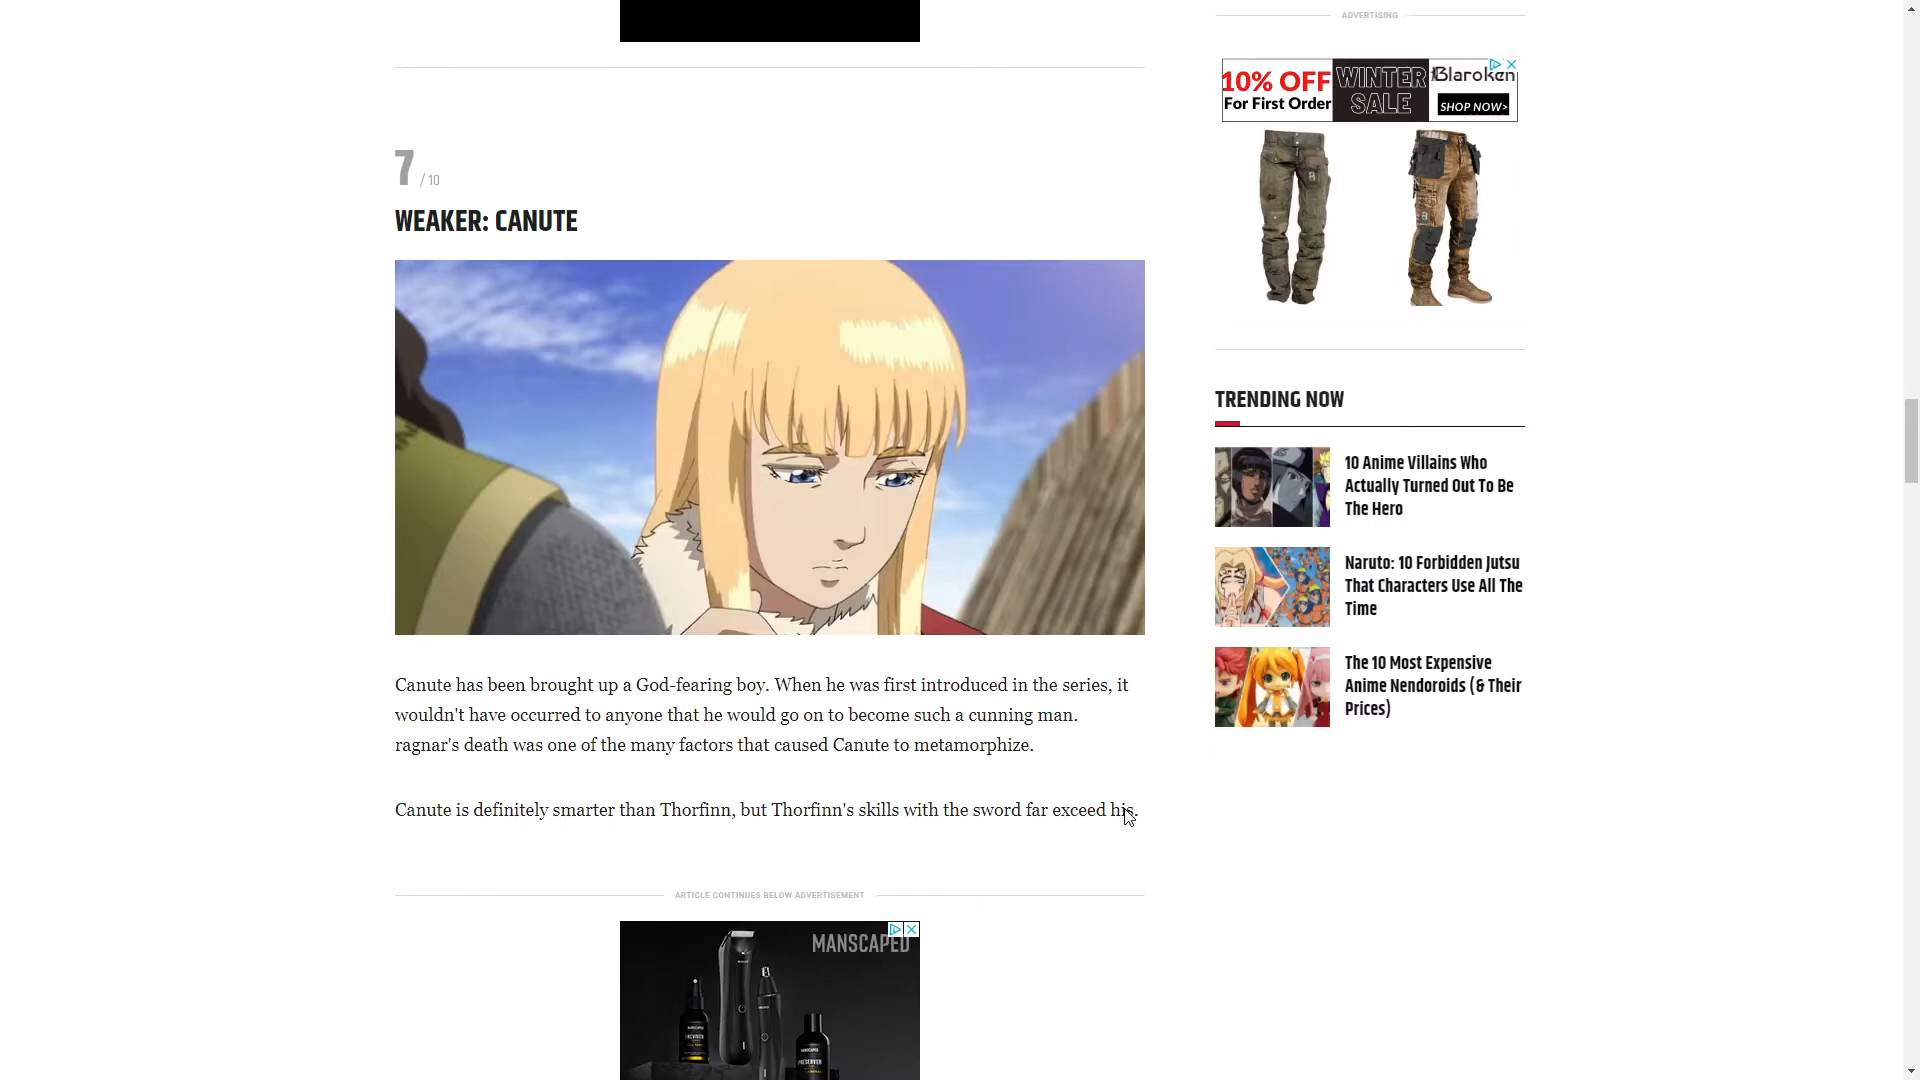 ADVERTISING
10% OFF
For First Order
WINTER
SALE
Blaroken
SHOP NOW>
7 / 10
WEAKER: CANUTE
Canute has been brought up a God-fearing boy. When he was first introduced in the series, it
wouldn't have occurred to anyone that he would go on to become such a cunning man.
ragnar's death was one of the many factors that caused Canute to metamorphize.
Canute is definitely smarter than Thorfinn, but Thorfinn's skills with the sword far exceed his.
ARTICLE CONTINUES BELOW ADVERTISEMENT
MANSCAPED
TRENDING NOW
10 Anime Villains Who
Actually Turned Out To Be
The Hero
Naruto: 10 Forbidden Jutsu
That Characters Use All The
Time
The 10 Most Expensive
Anime Nendoroids (& Their
Prices)